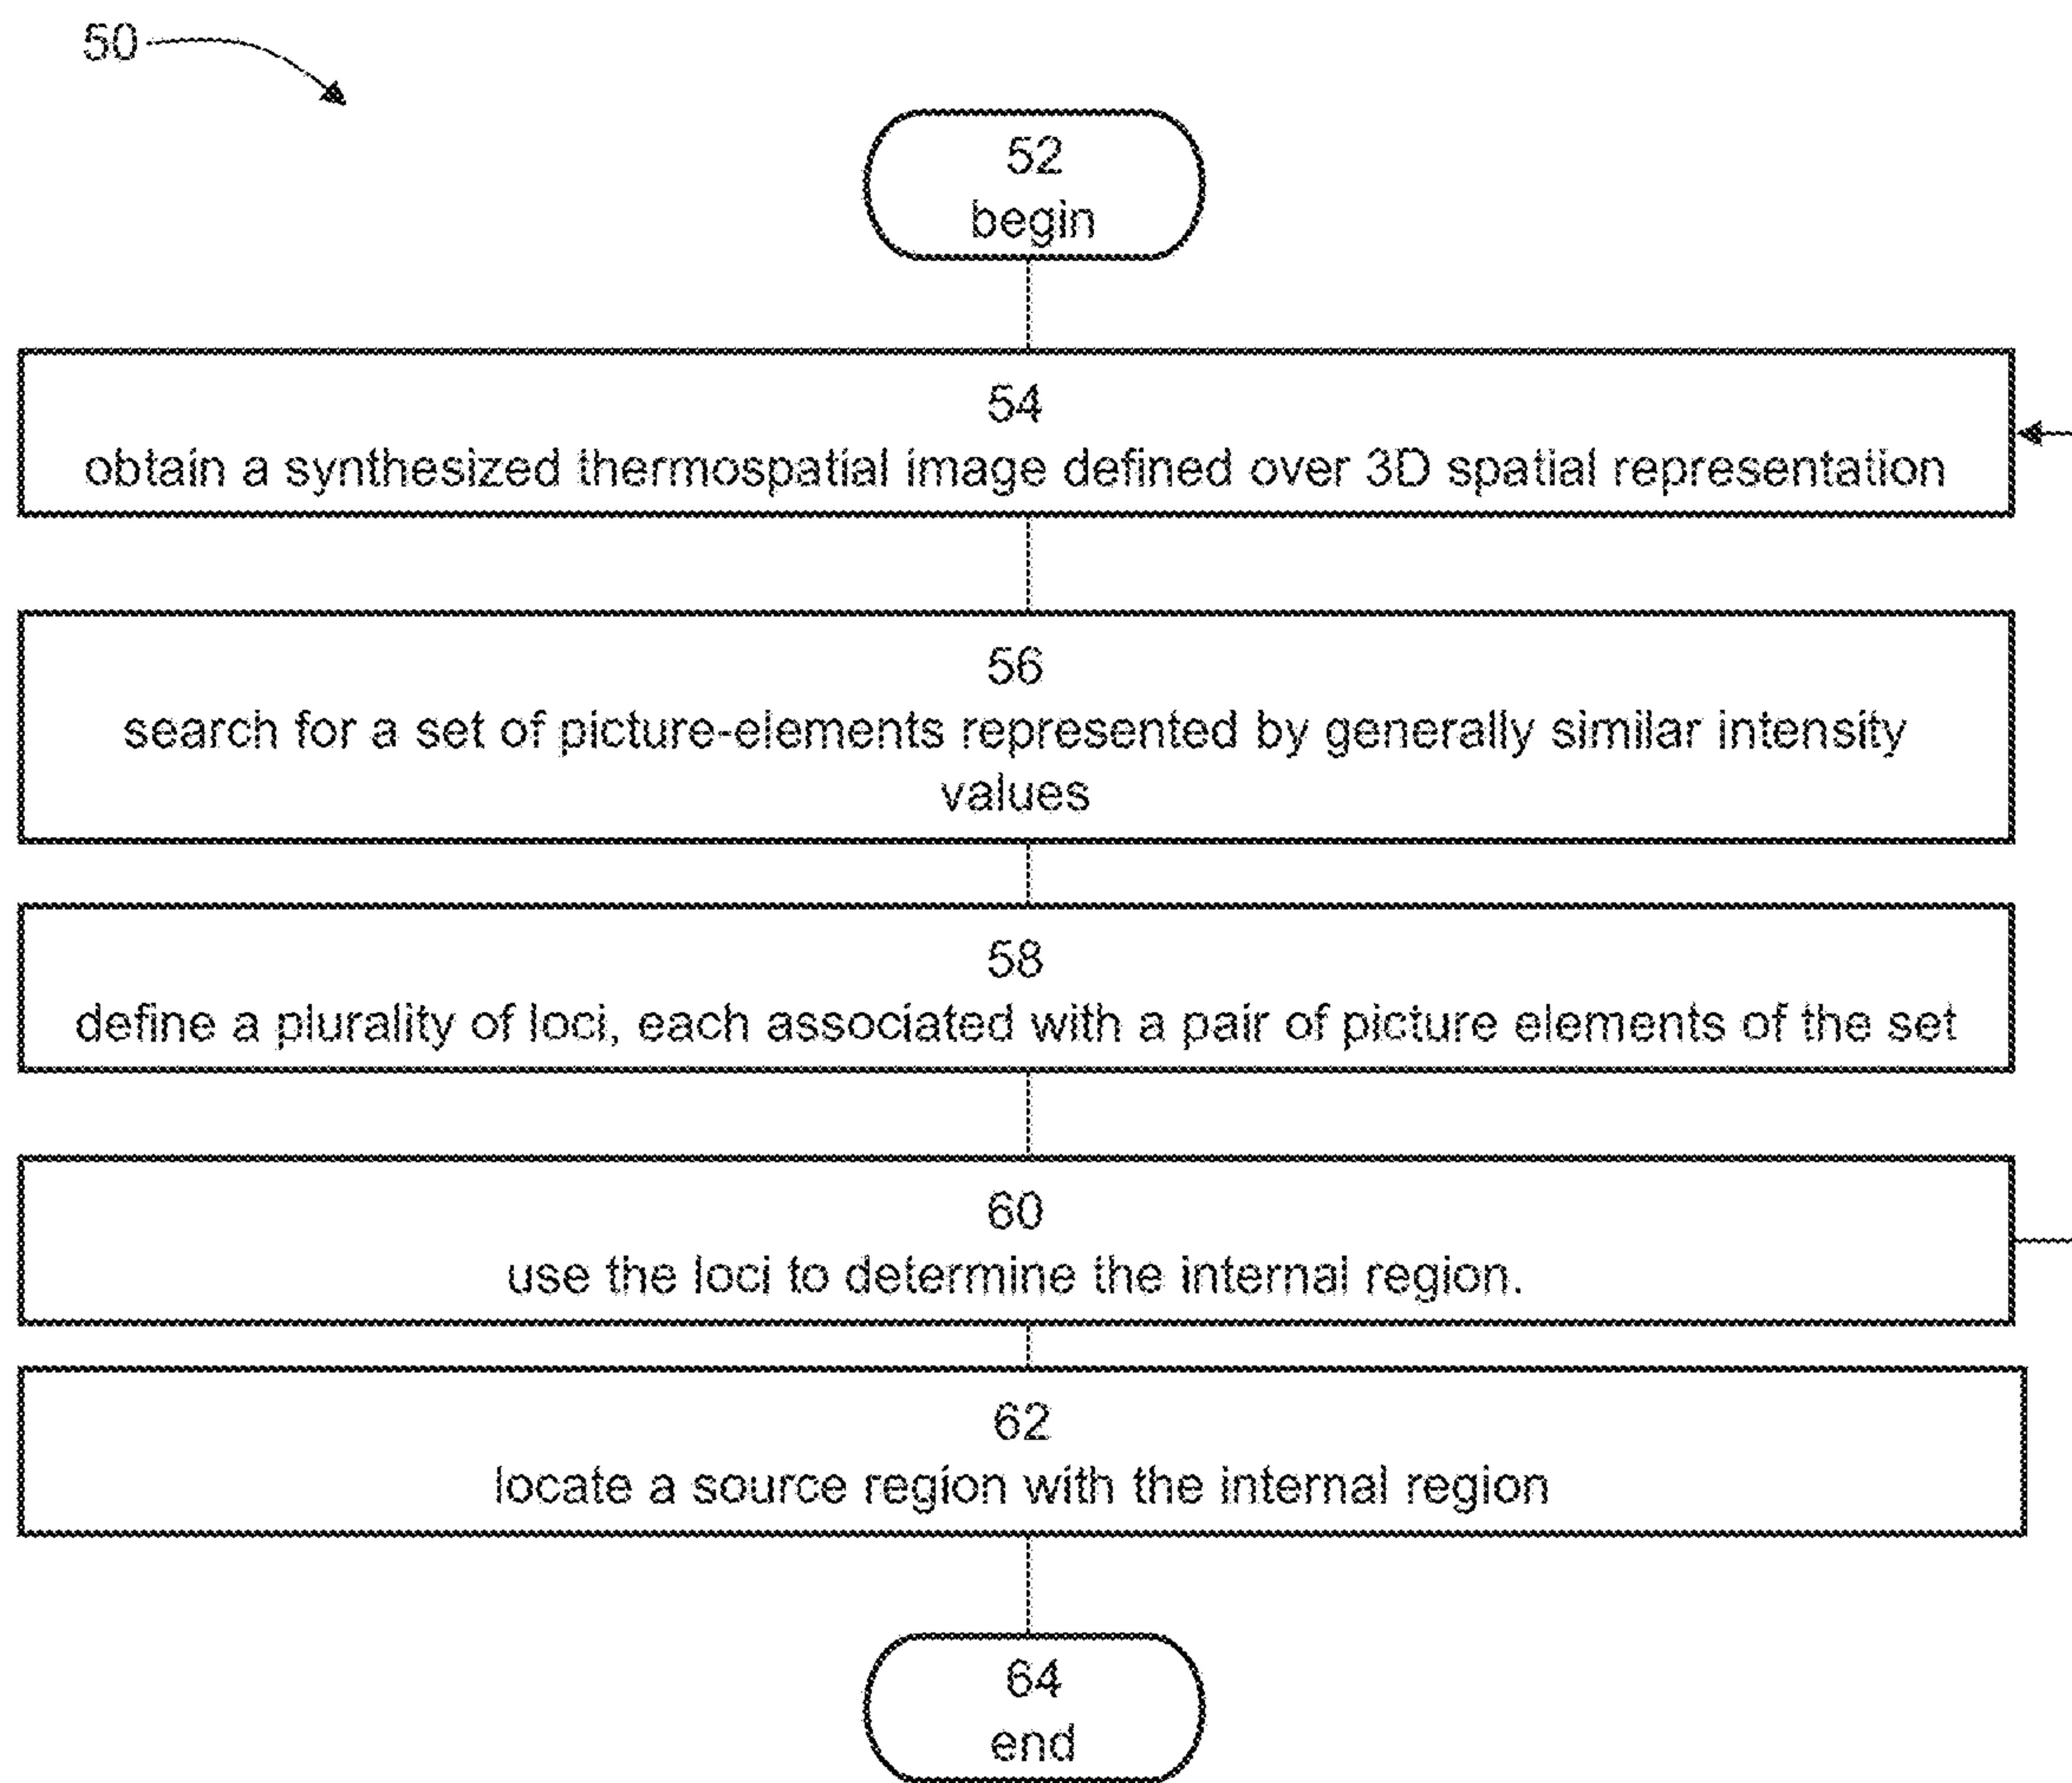 50
52
begin
54
obtain a synthesized thermospatial image defined over 3D spatial representation
56
search for a set of picture-elements represented by generally similar intensity
values
58
define a plurality of loci, each associated with a pair of picture elements of the set
60
use the loci to determine the internal region.
62
locate a source region with the internal region
64
end